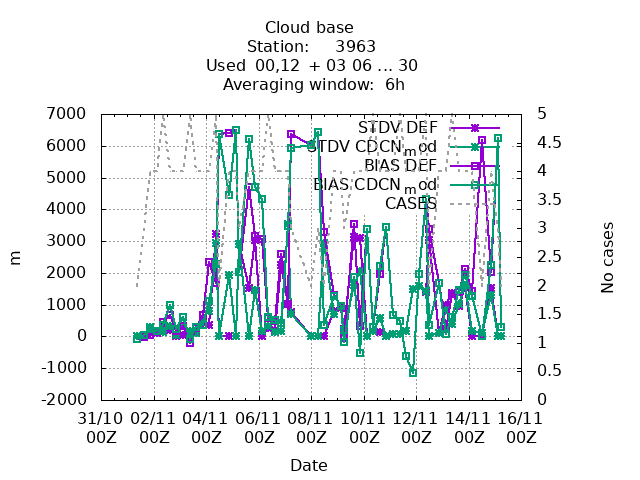 Cloud base
Station: 3963
Used 00,12 + 03 06 ... 30
Averaging window: 6h
STDV DEF
STDV CDCN_mod
BIAS DEF
BIAS CDCN_mod
CASES
7000
6000
5000
4000
3000
2000
1000
0
-1000
-2000
m
5
4.5
4
3.5
3
2.5
2
1.5
1
0.5
0
No cases
31/10 02/11 04/11 06/11 08/11 10/11 12/11 14/11 16/11
00Z 00Z 00Z 00Z 00Z 00Z 00Z 00Z 00Z
Date